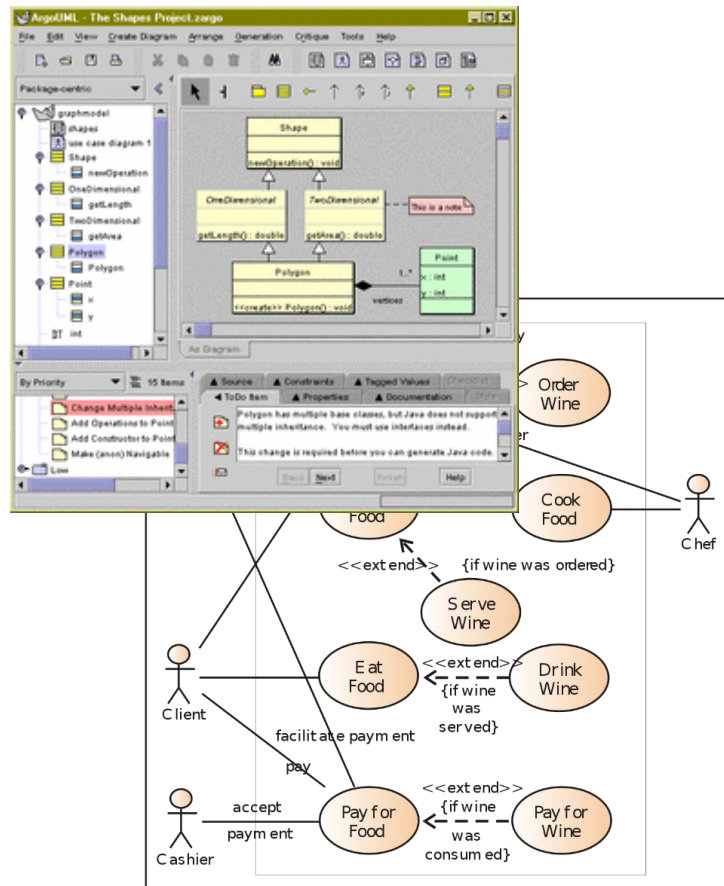 ArgoUML - The Shapes Project.zargo
File Edit View Create Diagram Arrange Generation Critique Tools Help
Package-centric
graphmodel
shapes
use case diagram 1
Shape
newOperation
OneDimensional
getLength
TwoDimensional
getArea
Polygon
Polygon
Point
x
y
DT int
Shape
newOperation() : void
OneDimensional
getLength() : double
TwoDimensional
getArea() : double
This is a note
Polygon
<<create>> Polygon() : void
1..*
vertices
Point
x : int
y : int
As Diagram
By Priority
15 Items
Change Multiple Inherit
Add Operations to Point
Add Constructor to Point
Make (anon) Navigable
Low
▲ Source ▲ Constraints ▲ Tagged Values Checklist
◀ ToDo Item ▲ Properties ▲ Documentation Style
Polygon has multiple base classes, but Java does not support
multiple inheritance. You must use interfaces instead.
This change is required before you can generate Java code.
Back Next Finish Help
y
>
Order
Wine
er
Food
Cook
Food
Chef
<<extend>>
{if wine was ordered}
Serve
Wine
Client
Eat
Food
<<extend>>
{if wine
was
served}
Drink
Wine
facilitate payment
pay
Cashier
accept
payment
Pay for
Food
<<extend>>
{if wine
was
consumed}
Pay for
Wine